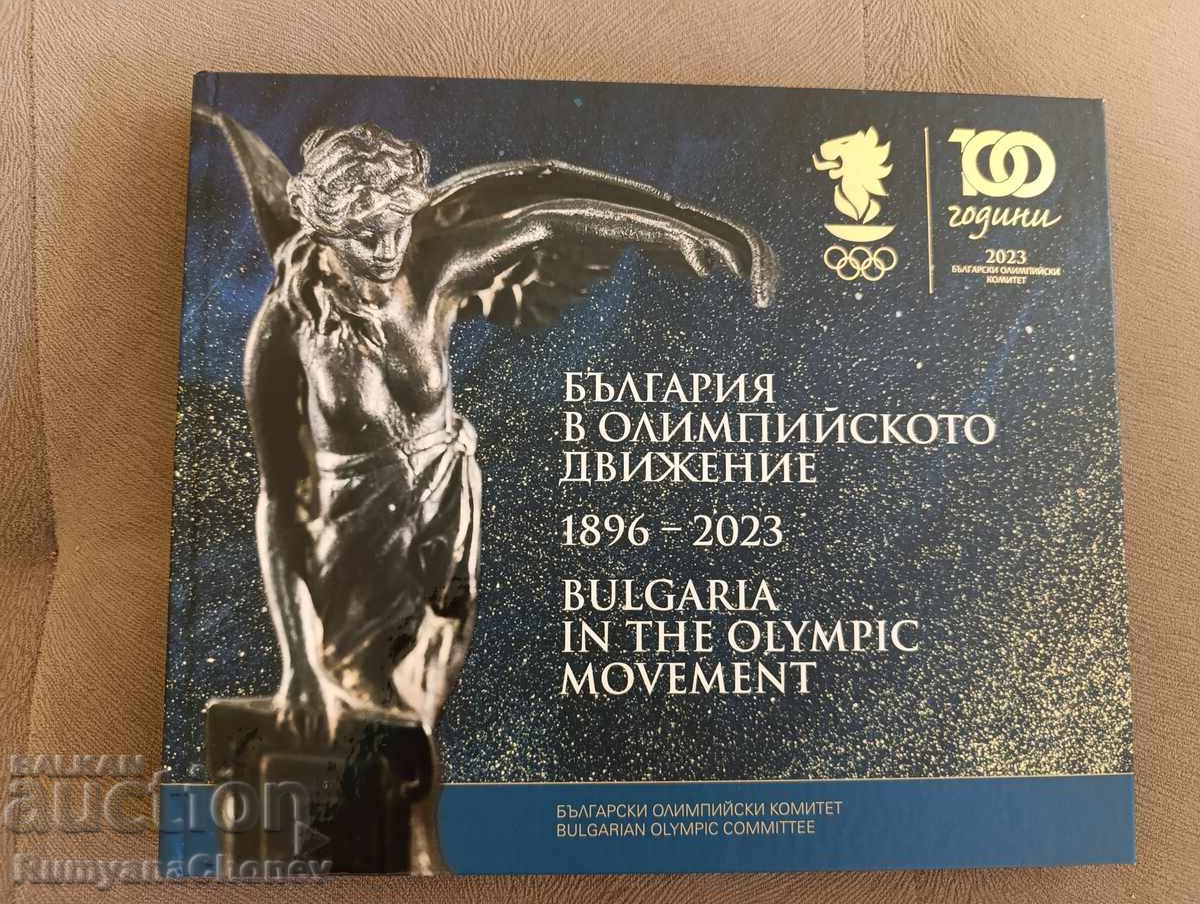 100
години
2023
БЪЛГАРСКИ ОЛИМПИЙСКИ
КОМИТЕТ
БЪЛГАРИЯ
В ОЛИМПИЙСКОТО
ДВИЖЕНИЕ
1896 – 2023
BULGARIA
IN THE OLYMPIC
MOVEMENT
БЪЛГАРСКИ ОЛИМПИЙСКИ КОМИТЕТ
BULGARIAN OLYMPIC COMMITTEE
BALKAN
auction
RumyanaChonev